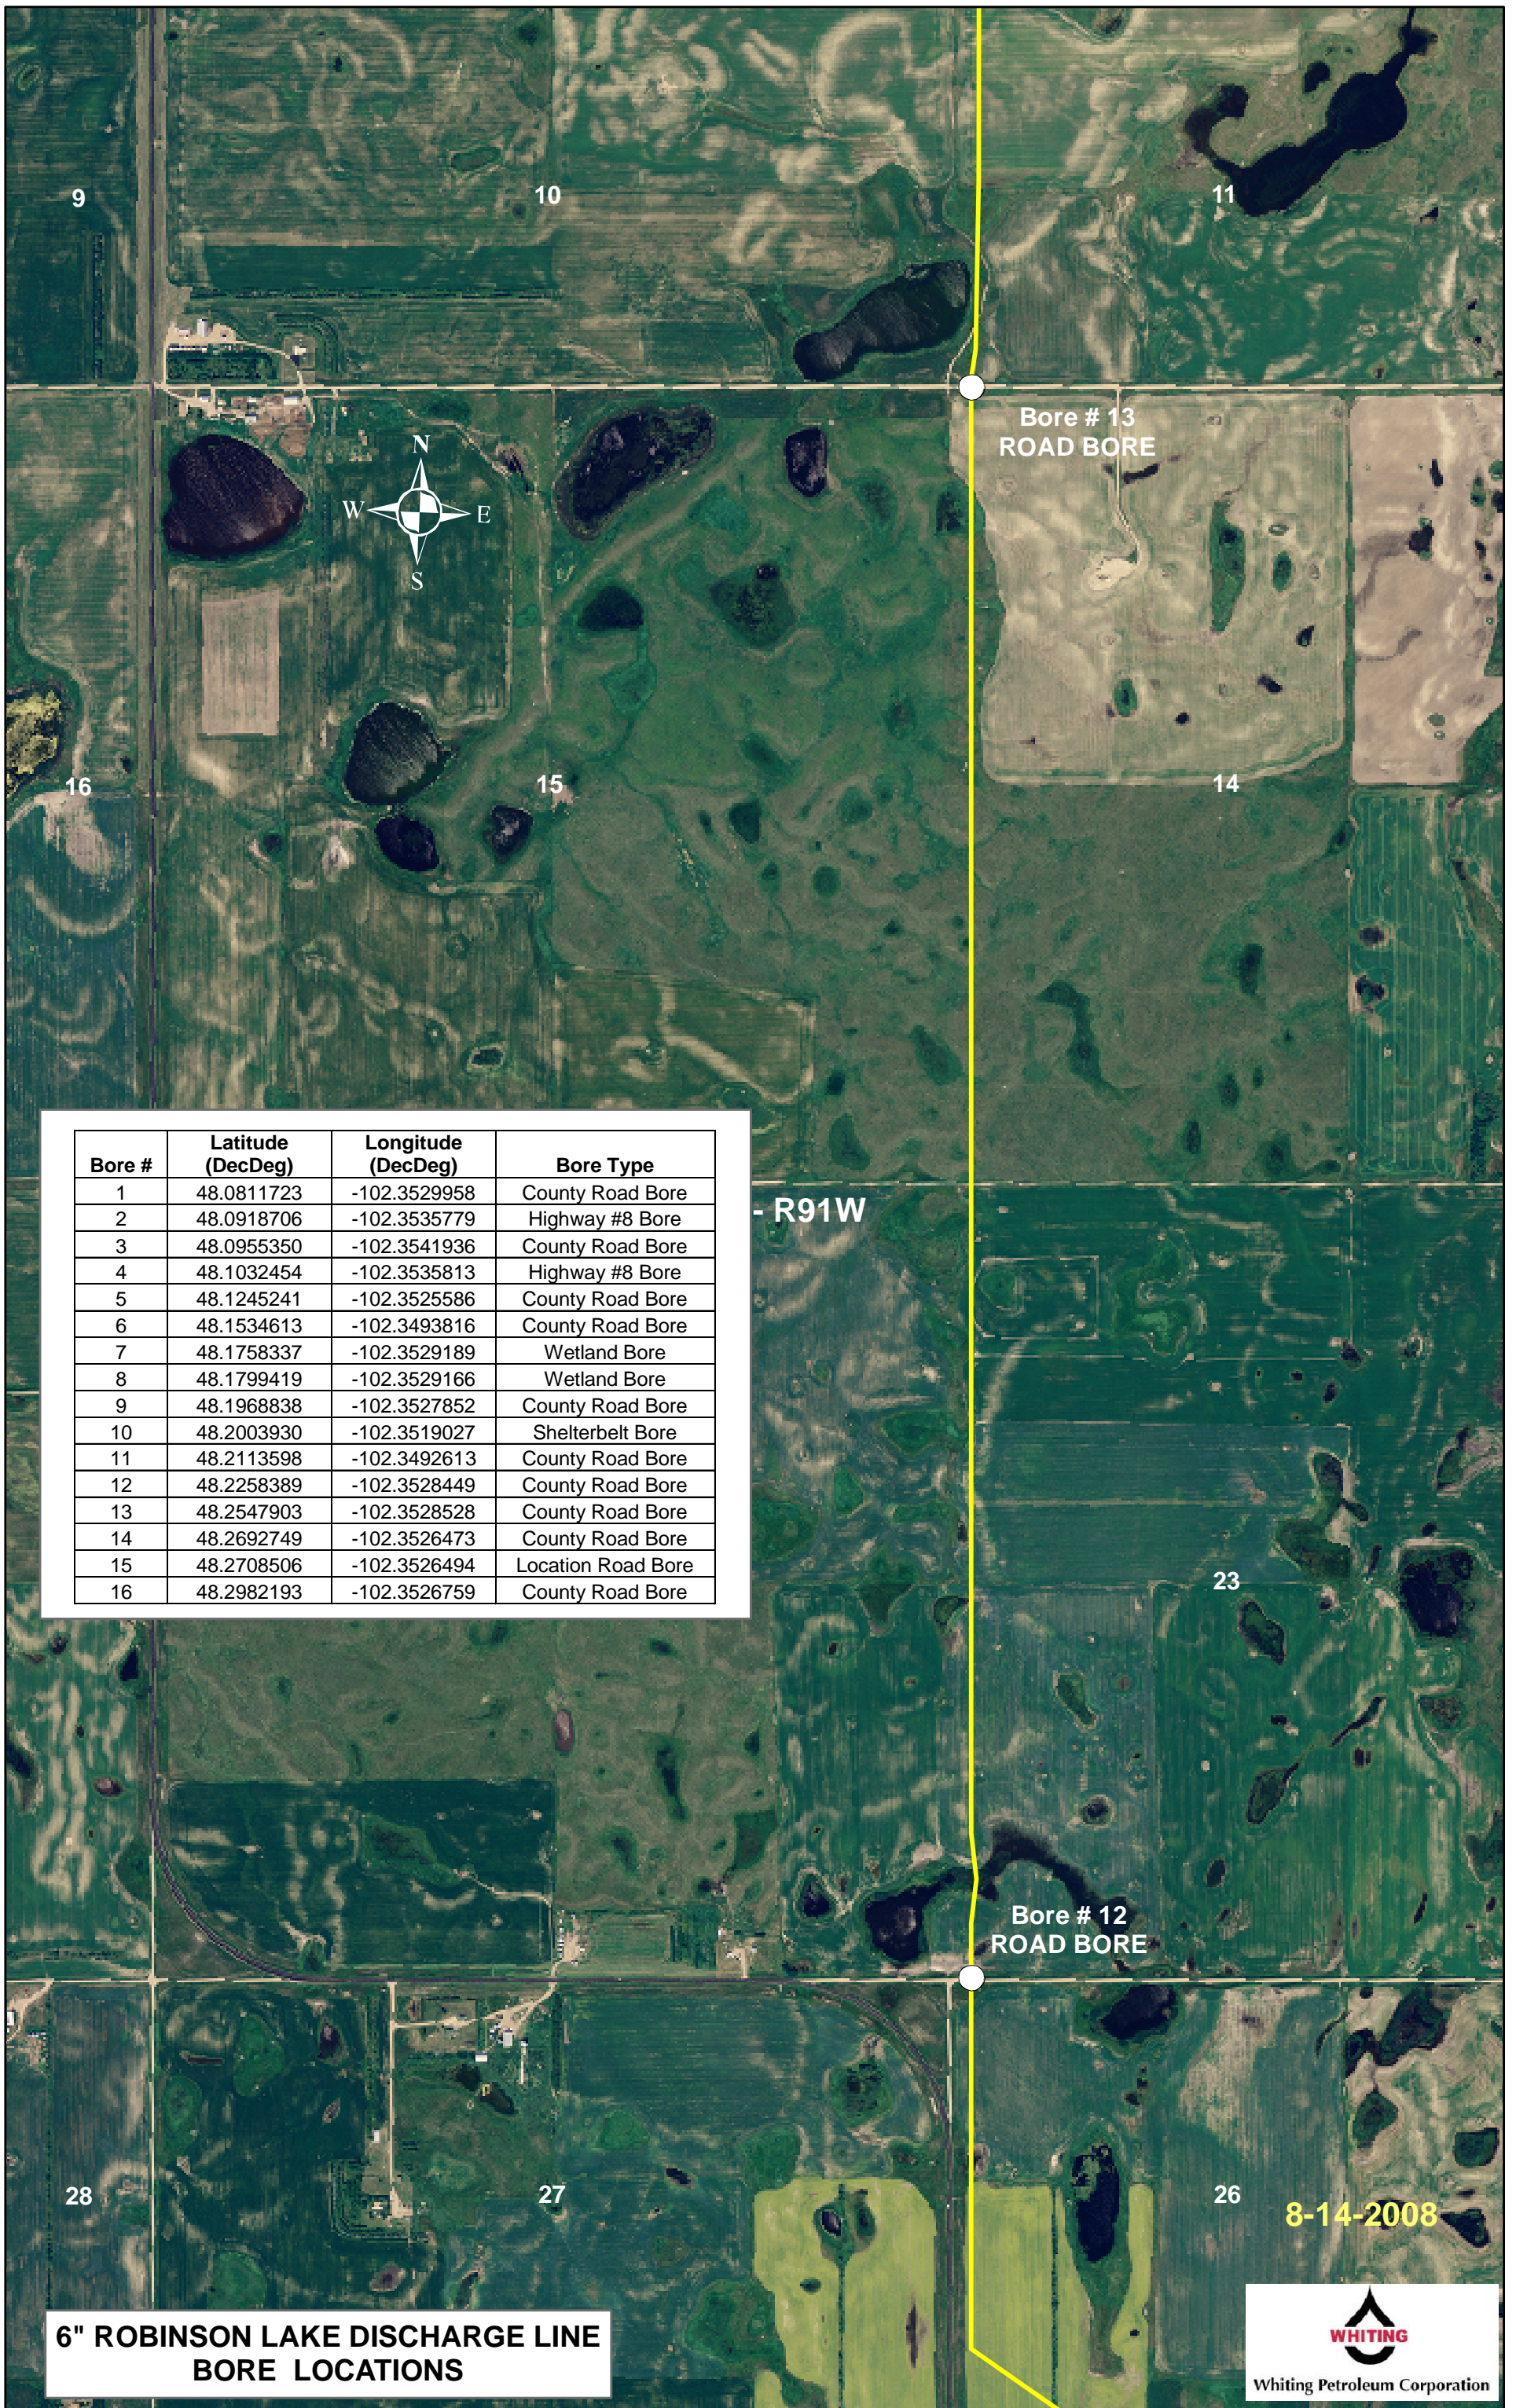 9
10
11
Bore # 13
ROAD BORE
N
W E
S
16
15
14
Bore # Latitude (DecDeg) Longitude (DecDeg) Bore Type
1 48.0811723 -102.3529958 County Road Bore
2 48.0918706 -102.3535779 Highway #8 Bore
3 48.0955350 -102.3541936 County Road Bore
4 48.1032454 -102.3535813 Highway #8 Bore
5 48.1245241 -102.3525586 County Road Bore
6 48.1534613 -102.3493816 County Road Bore
7 48.1758337 -102.3529189 Wetland Bore
8 48.1799419 -102.3529166 Wetland Bore
9 48.1968838 -102.3527852 County Road Bore
10 48.2003930 -102.3519027 Shelterbelt Bore
11 48.2113598 -102.3492613 County Road Bore
12 48.2258389 -102.3528449 County Road Bore
13 48.2547903 -102.3528528 County Road Bore
14 48.2692749 -102.3526473 County Road Bore
15 48.2708506 -102.3526494 Location Road Bore
16 48.2982193 -102.3526759 County Road Bore
- R91W
23
Bore # 12
ROAD BORE
28
27
26
8-14-2008
6" ROBINSON LAKE DISCHARGE LINE
BORE LOCATIONS
WHITING
Whiting Petroleum Corporation